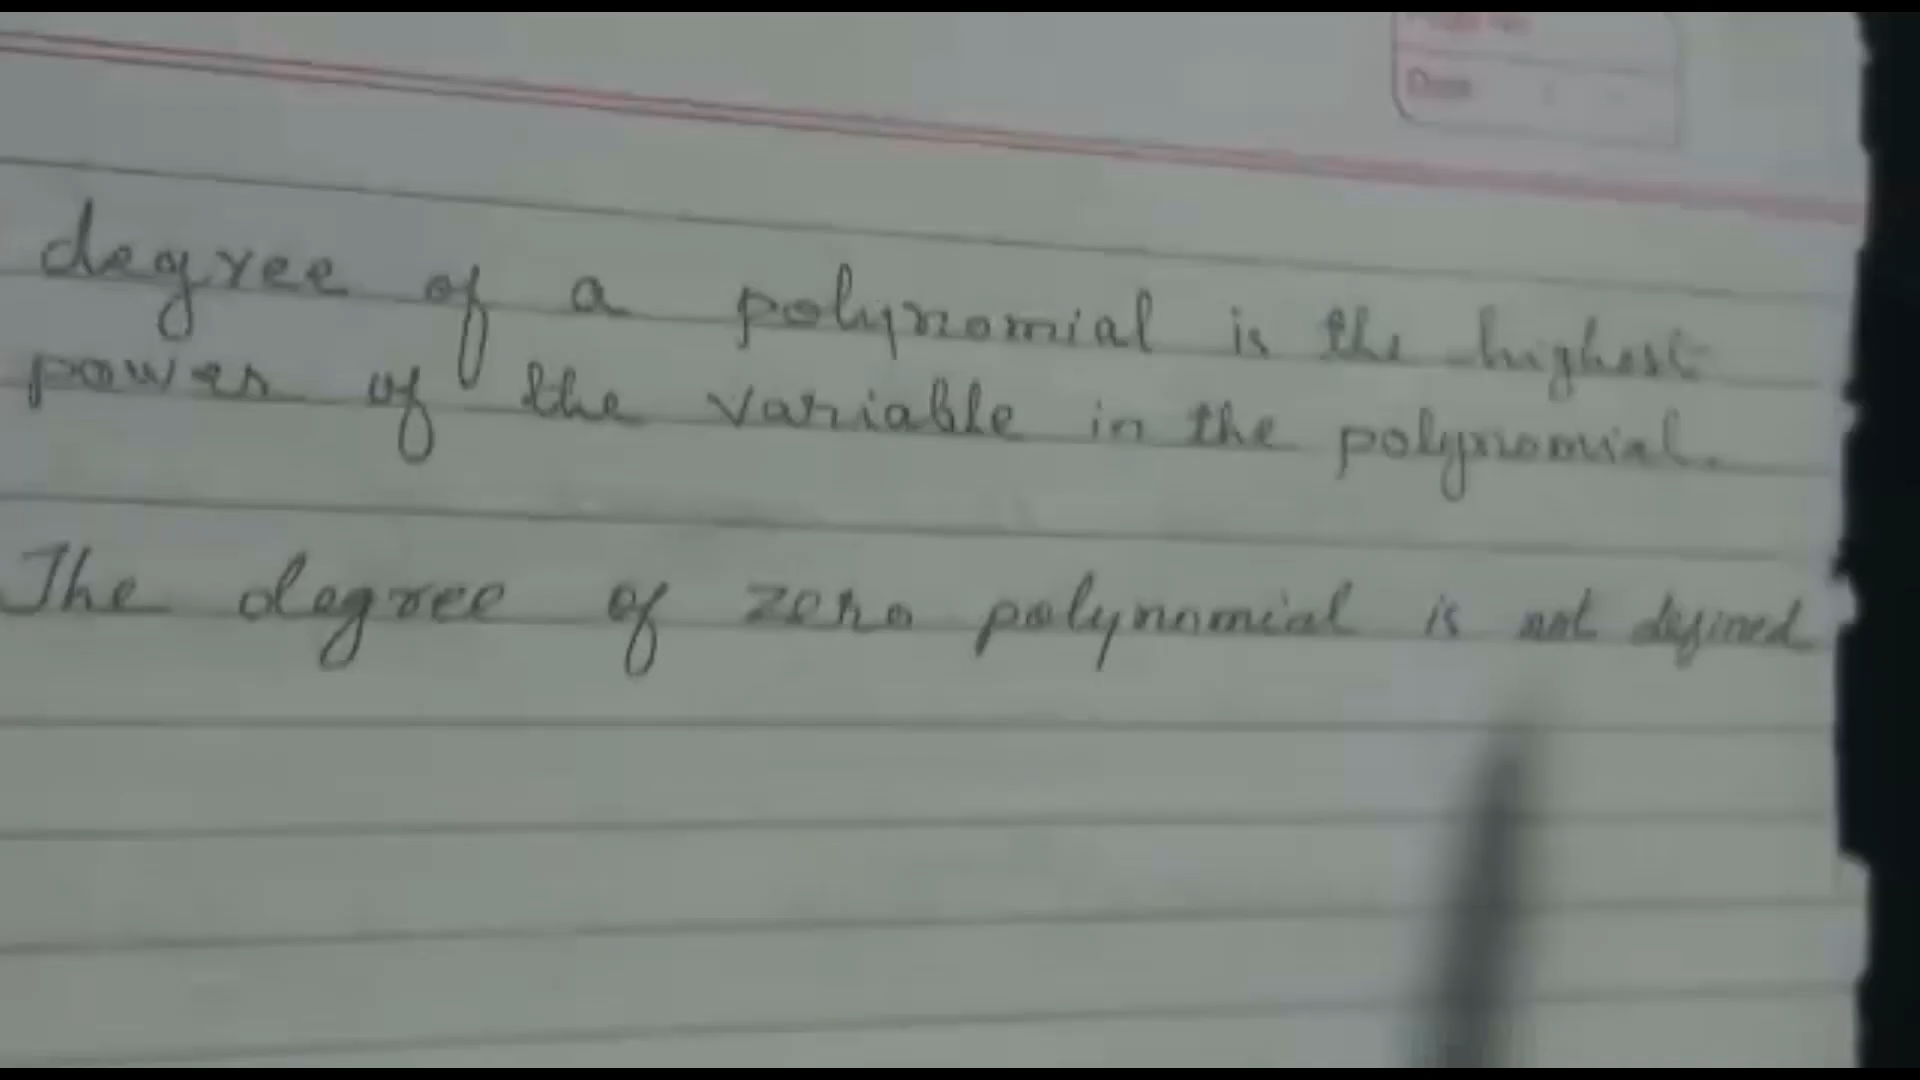 Date
degree of a polynomial is the highest
power of the variable in the polynomial.
The degree of zero polynomial is not defined